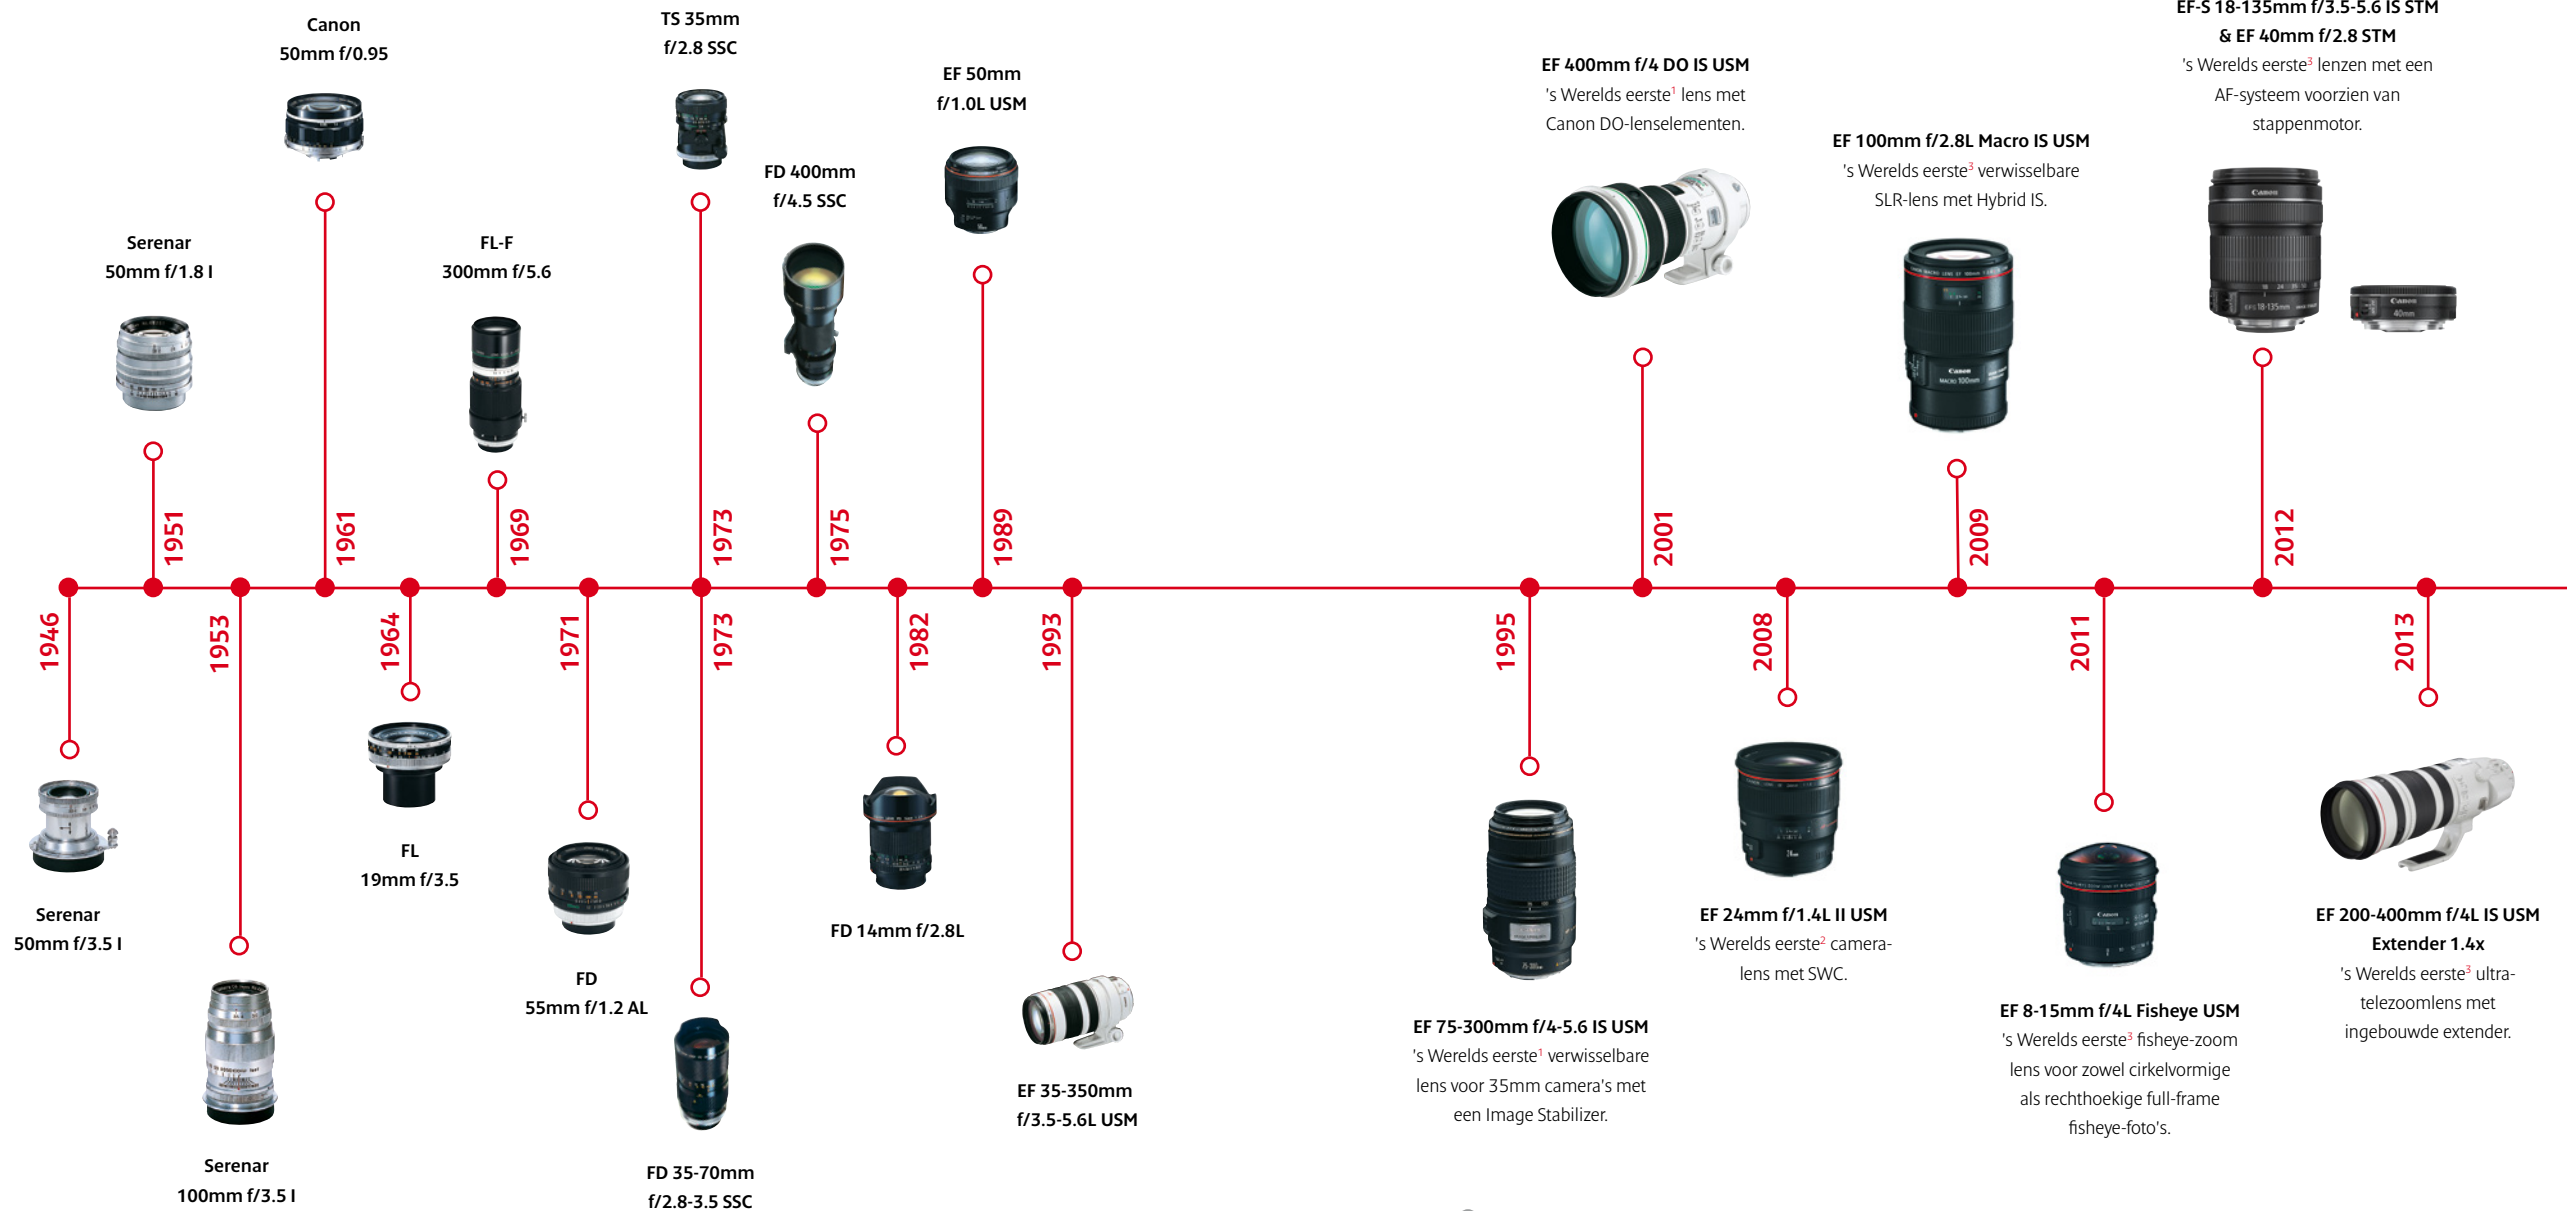 Canon
50mm f/0.95
TS 35mm
f/2.8 SSC
EF 50mm
f/1.0L USM
FD 400mm
f/4.5 SSC
Serenar
50mm f/1.8 I
FL-F
300mm f/5.6
EF 400mm f/4 DO IS USM
's Werelds eerste¹ lens met
Canon DO-lenselementen.
EF 100mm f/2.8L Macro IS USM
's Werelds eerste³ verwisselbare
SLR-lens met Hybrid IS.
EF-S 18-135mm f/3.5-5.6 IS STM
& EF 40mm f/2.8 STM
's Werelds eerste³ lenzen met een
AF-systeem voorzien van
stappenmotor.
Canon
MACRO 100mm
Canon
EFS 18-135mm
Canon
40mm
1951
1961
1969
1973
1975
1989
2001
2009
2012
1946
1953
1964
1971
1973
1982
1993
1995
2008
2011
2013
Serenar
50mm f/3.5 I
Serenar
100mm f/3.5 I
FL
19mm f/3.5
FD
55mm f/1.2 AL
FD 35-70mm
f/2.8-3.5 SSC
FD 14mm f/2.8L
EF 35-350mm
f/3.5-5.6L USM
EF 75-300mm f/4-5.6 IS USM
's Werelds eerste¹ verwisselbare
lens voor 35mm camera's met
een Image Stabilizer.
EF 24mm f/1.4L II USM
's Werelds eerste² camera-
lens met SWC.
Canon
EF 8-15mm f/4L Fisheye USM
's Werelds eerste³ fisheye-zoom
lens voor zowel cirkelvormige
als rechthoekige full-frame
fisheye-foto's.
EF 200-400mm f/4L IS USM
Extender 1.4x
's Werelds eerste³ ultra-
telezoomlens met
ingebouwde extender.